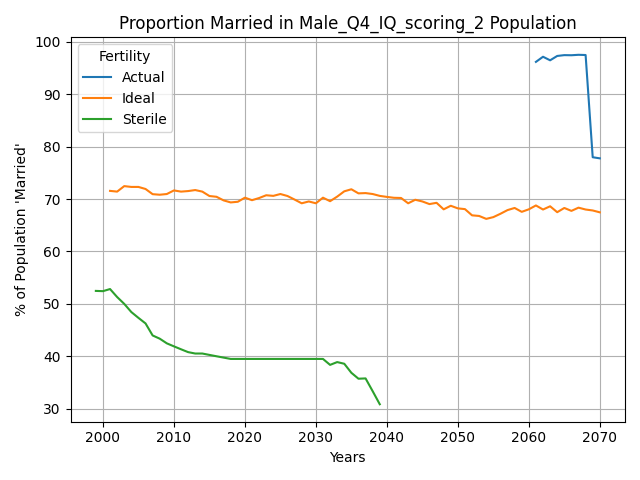 Proportion Married in Male_Q4_IQ_scoring_2 Population
% of Population 'Married'
100
90
80
70
60
50
40
30
Fertility
Actual
Ideal
Sterile
2000
2010
2020
2030
2040
2050
2060
2070
Years